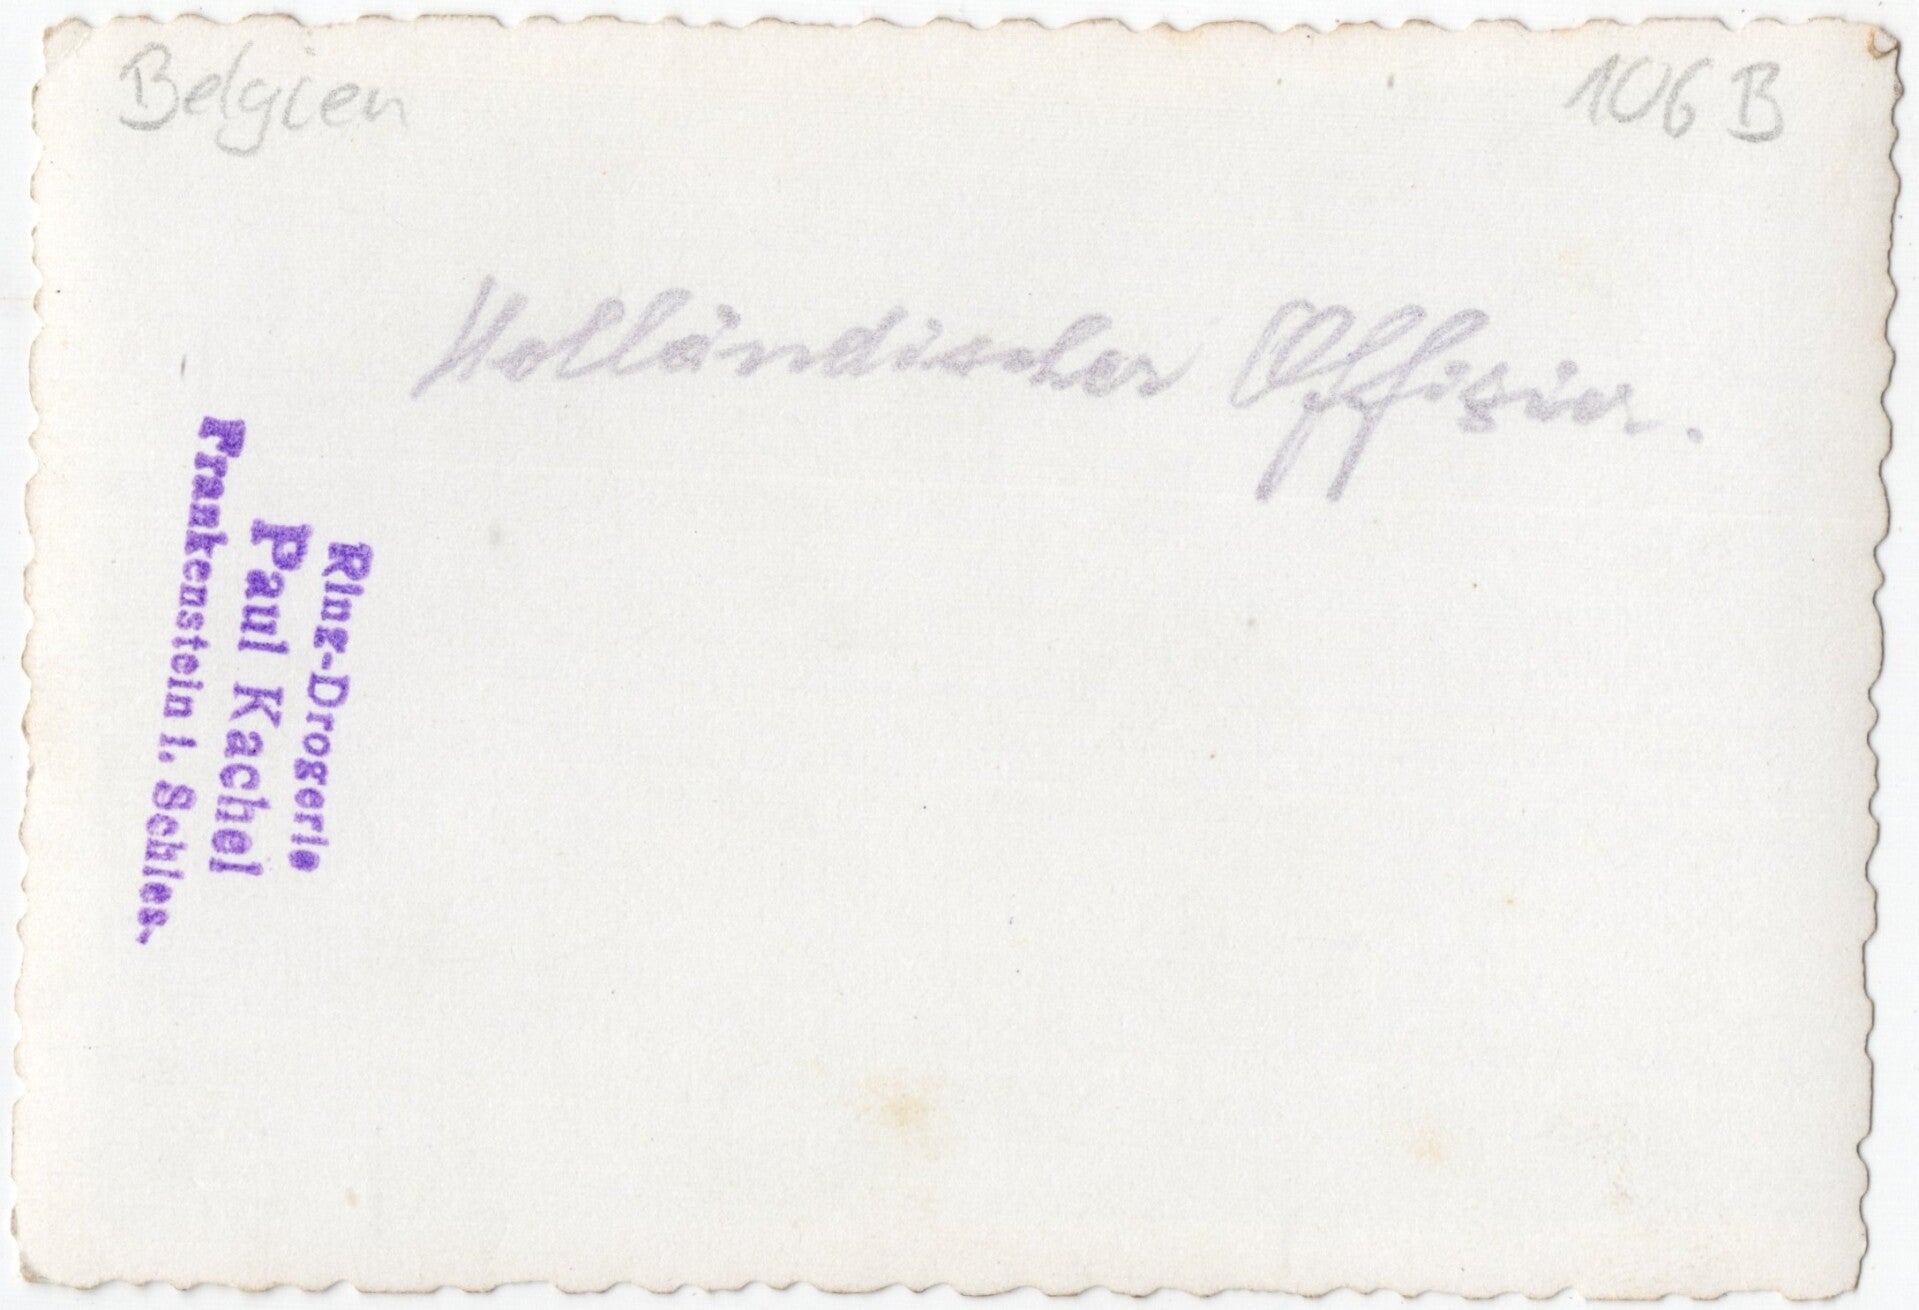 Belgien
106 B
Holländischer Offizier.
Ring-Drogerie
Paul Kachel
Frankenstein i. Schles.